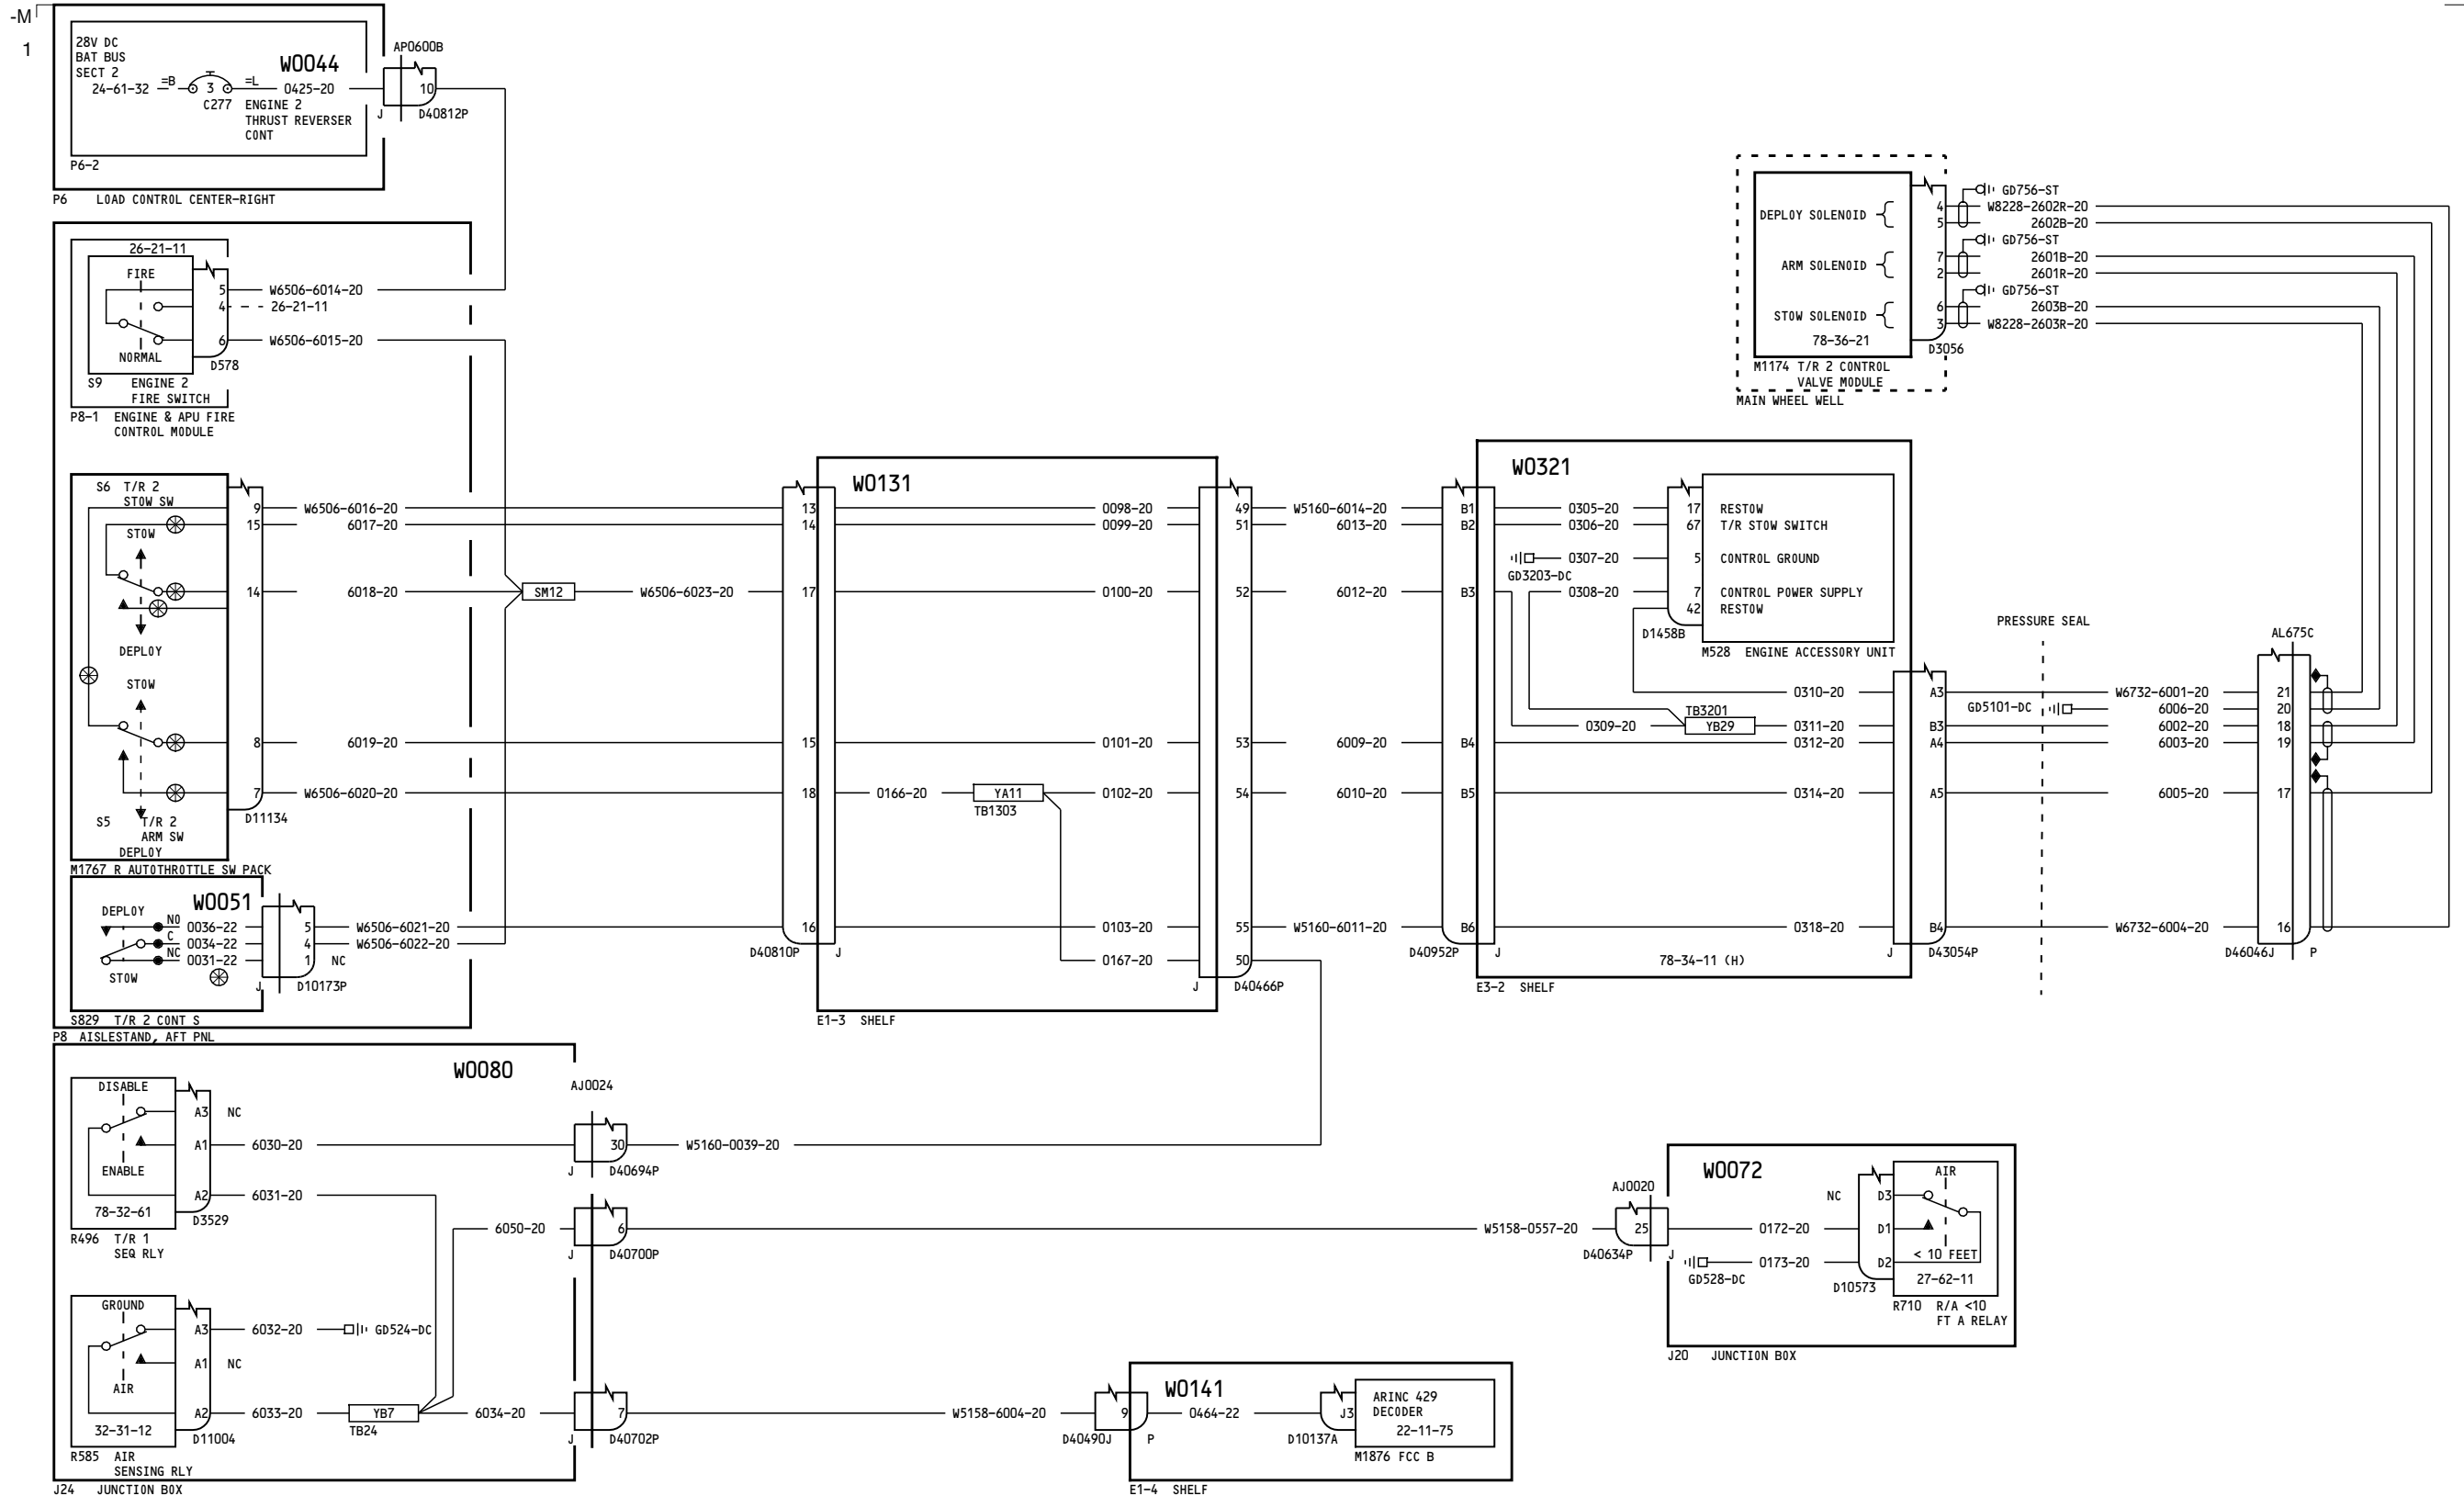 -M
1
28V DC
BAT BUS
SECT 2
24-61-32
=B
3
=L
C277
W0044
0425-20
ENGINE 2
THRUST REVERSER
CONT
P6-2
P6 LOAD CONTROL CENTER-RIGHT
AP0600B
10
J
D40812P
26-21-11
FIRE
NORMAL
5
4
6
W6506-6014-20
26-21-11
W6506-6015-20
D578
S9 ENGINE 2
FIRE SWITCH
P8-1 ENGINE & APU FIRE
CONTROL MODULE
S6 T/R 2
STOW SW
STOW
DEPLOY
STOW
S5 T/R 2
ARM SW
DEPLOY
9
15
14
8
7
D11134
W6506-6016-20
6017-20
6018-20
6019-20
W6506-6020-20
M1767 R AUTOTHROTTLE SW PACK
W0051
DEPLOY
NO
C
NC
STOW
0036-22
0034-22
0031-22
5
4
1
NC
J
D10173P
W6506-6021-20
W6506-6022-20
S829 T/R 2 CONT S
P8 AISLESTAND, AFT PNL
SM12
W6506-6023-20
13
14
17
15
18
16
D40810P
J
W0131
0098-20
0099-20
0100-20
0101-20
0166-20
YA11
TB1303
0102-20
0103-20
0167-20
49
51
52
53
54
55
50
J
D40466P
E1-3 SHELF
W5160-6014-20
6013-20
6012-20
6009-20
6010-20
W5160-6011-20
B1
B2
B3
B4
B5
B6
D40952P
J
W0321
0305-20
0306-20
0307-20
GD3203-DC
0308-20
17
67
5
7
42
RESTOW
T/R STOW SWITCH
CONTROL GROUND
CONTROL POWER SUPPLY
RESTOW
D1458B
M528 ENGINE ACCESSORY UNIT
0310-20
TB3201
0309-20
YB29
0311-20
0312-20
0314-20
0318-20
78-34-11 (H)
A3
B3
A4
A5
B4
J
D43054P
E3-2 SHELF
PRESSURE SEAL
GD5101-DC
W6732-6001-20
6006-20
6002-20
6003-20
6005-20
W6732-6004-20
AL675C
21
20
18
19
17
16
D46046J
P
DEPLOY SOLENOID
ARM SOLENOID
STOW SOLENOID
78-36-21
4
5
7
2
6
3
D3056
GD756-ST
W8228-2602R-20
2602B-20
GD756-ST
2601B-20
2601R-20
GD756-ST
2603B-20
W8228-2603R-20
M1174 T/R 2 CONTROL
VALVE MODULE
MAIN WHEEL WELL
W0080
AJ0024
DISABLE
ENABLE
78-32-61
A3
NC
A1
A2
6030-20
6031-20
D3529
R496 T/R 1
SEQ RLY
30
J
D40694P
W5160-0039-20
6050-20
6
J
D40700P
W5158-0557-20
GROUND
AIR
32-31-12
A3
A1
NC
A2
6032-20
GD524-DC
6033-20
YB7
TB24
6034-20
D11004
R585 AIR
SENSING RLY
J24 JUNCTION BOX
7
J
D40702P
W5158-6004-20
9
D40490J
P
W0141
0464-22
J3
D10137A
ARINC 429
DECODER
22-11-75
M1876 FCC B
E1-4 SHELF
AJ0020
25
D40634P
J
W0072
NC
0172-20
0173-20
GD528-DC
D3
D1
D2
D10573
AIR
< 10 FEET
27-62-11
R710 R/A <10
FT A RELAY
J20 JUNCTION BOX